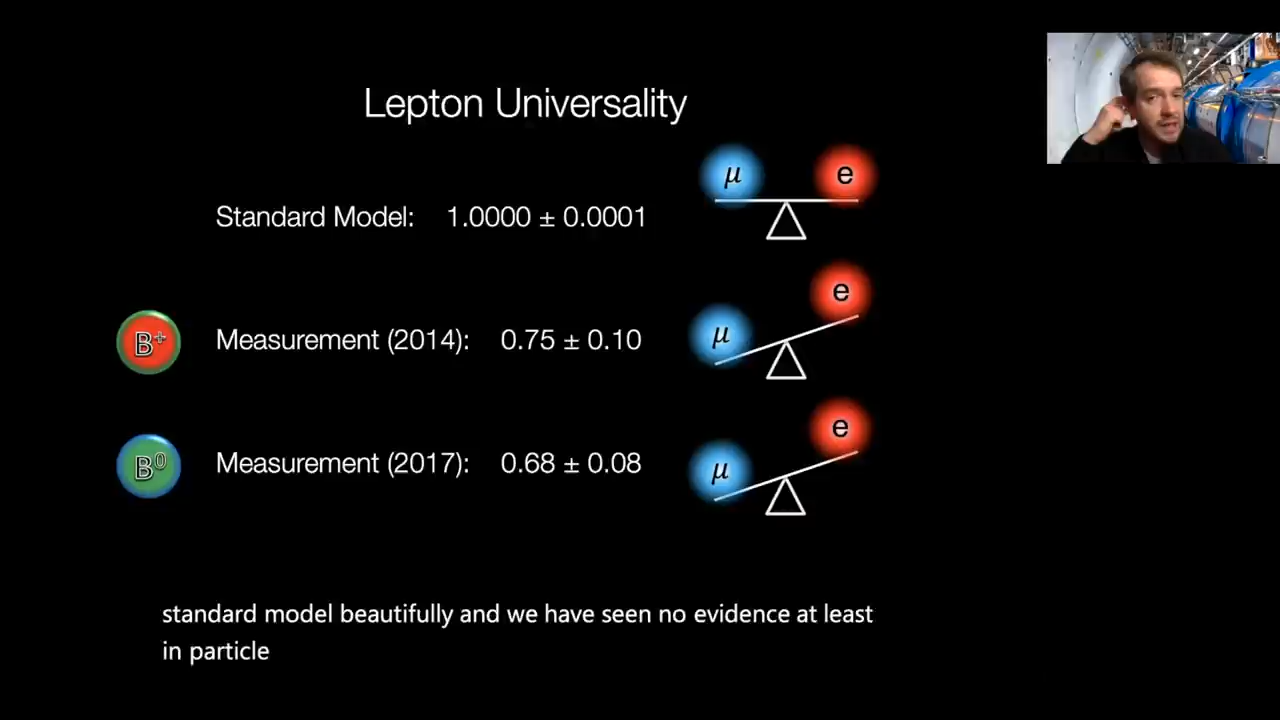 Lepton Universality
μ e
Standard Model: 1.0000 ± 0.0001
e
B⁺ Measurement (2014): 0.75 ± 0.10 μ
e
B⁰ Measurement (2017): 0.68 ± 0.08 μ
standard model beautifully and we have seen no evidence at least
in particle